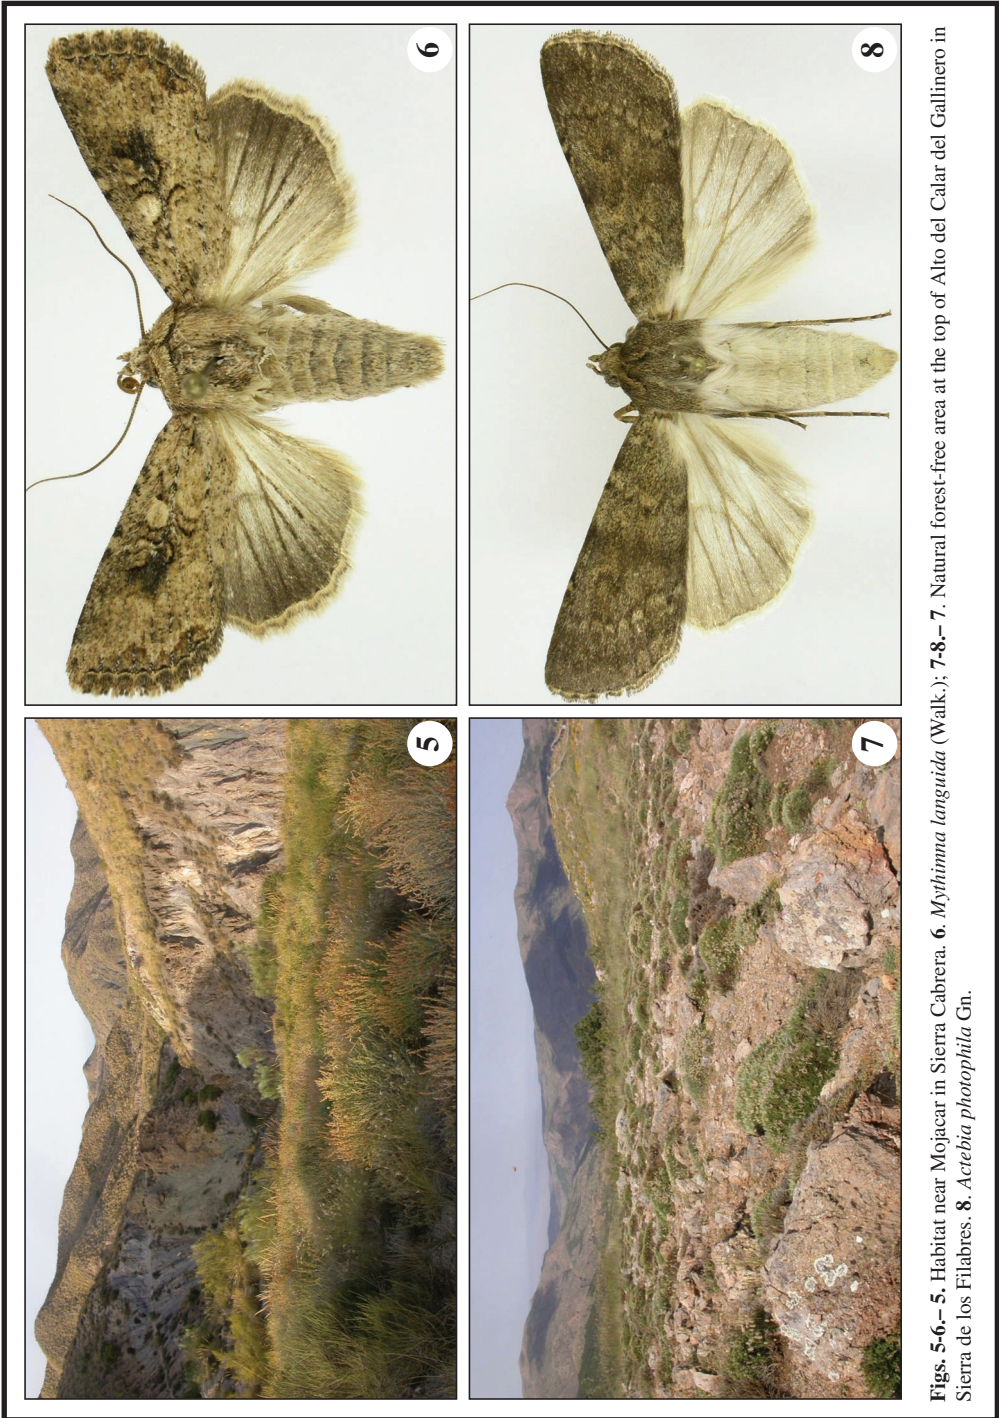 5
6
7
8
Figs. 5-6.– 5. Habitat near Mojacar in Sierra Cabrera. 6. Mythimna languida (Walk.); 7-8.– 7. Natural forest-free area at the top of Alto del Calar del Gallinero in
Sierra de los Filabres. 8. Actebia photophila Gn.